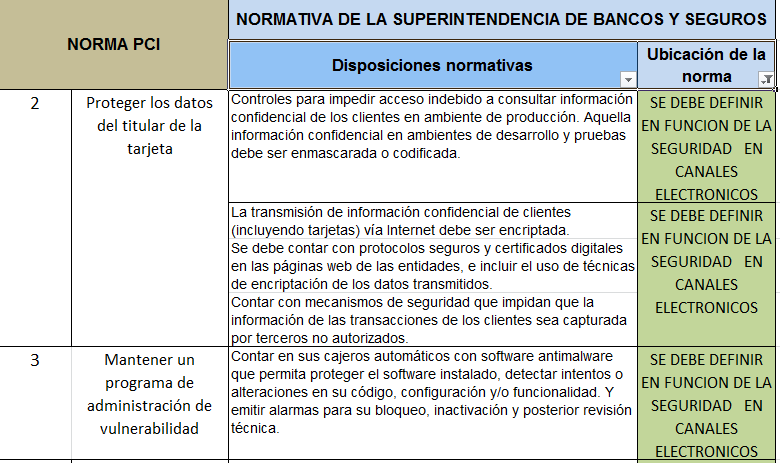 NORMA PCI
NORMATIVA DE LA SUPERINTENDENCIA DE BANCOS Y SEGUROS
Disposiciones normativas
Ubicación de la
norma
2
Proteger los datos
del titular de la
tarjeta
Controles para impedir acceso indebido a consultar información
confidencial de los clientes en ambiente de producción. Aquella
información confidencial en ambientes de desarrollo y pruebas
debe ser enmascarada o codificada.
SE DEBE DEFINIR
EN FUNCION DE LA
SEGURIDAD EN
CANALES
ELECTRONICOS
La transmisión de información confidencial de clientes
(incluyendo tarjetas) vía Internet debe ser encriptada.
Se debe contar con protocolos seguros y certificados digitales
en las páginas web de las entidades, e incluir el uso de técnicas
de encriptación de los datos transmitidos.
Contar con mecanismos de seguridad que impidan que la
información de las transacciones de los clientes sea capturada
por terceros no autorizados.
SE DEBE DEFINIR
EN FUNCION DE LA
SEGURIDAD EN
CANALES
ELECTRONICOS
3
Mantener un
programa de
administración de
vulnerabilidad
Contar en sus cajeros automáticos con software antimalware
que permita proteger el software instalado, detectar intentos o
alteraciones en su código, configuración y/o funcionalidad. Y
emitir alarmas para su bloqueo, inactivación y posterior revisión
técnica.
SE DEBE DEFINIR
EN FUNCION DE LA
SEGURIDAD EN
CANALES
ELECTRONICOS